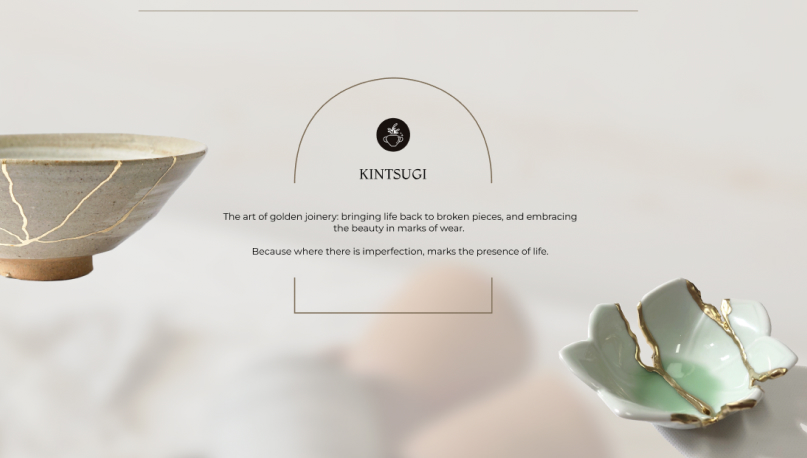 KINTSUGI
The art of golden joinery: bringing life back to broken pieces, and embracing
the beauty in marks of wear.
Because where there is imperfection, marks the presence of life.